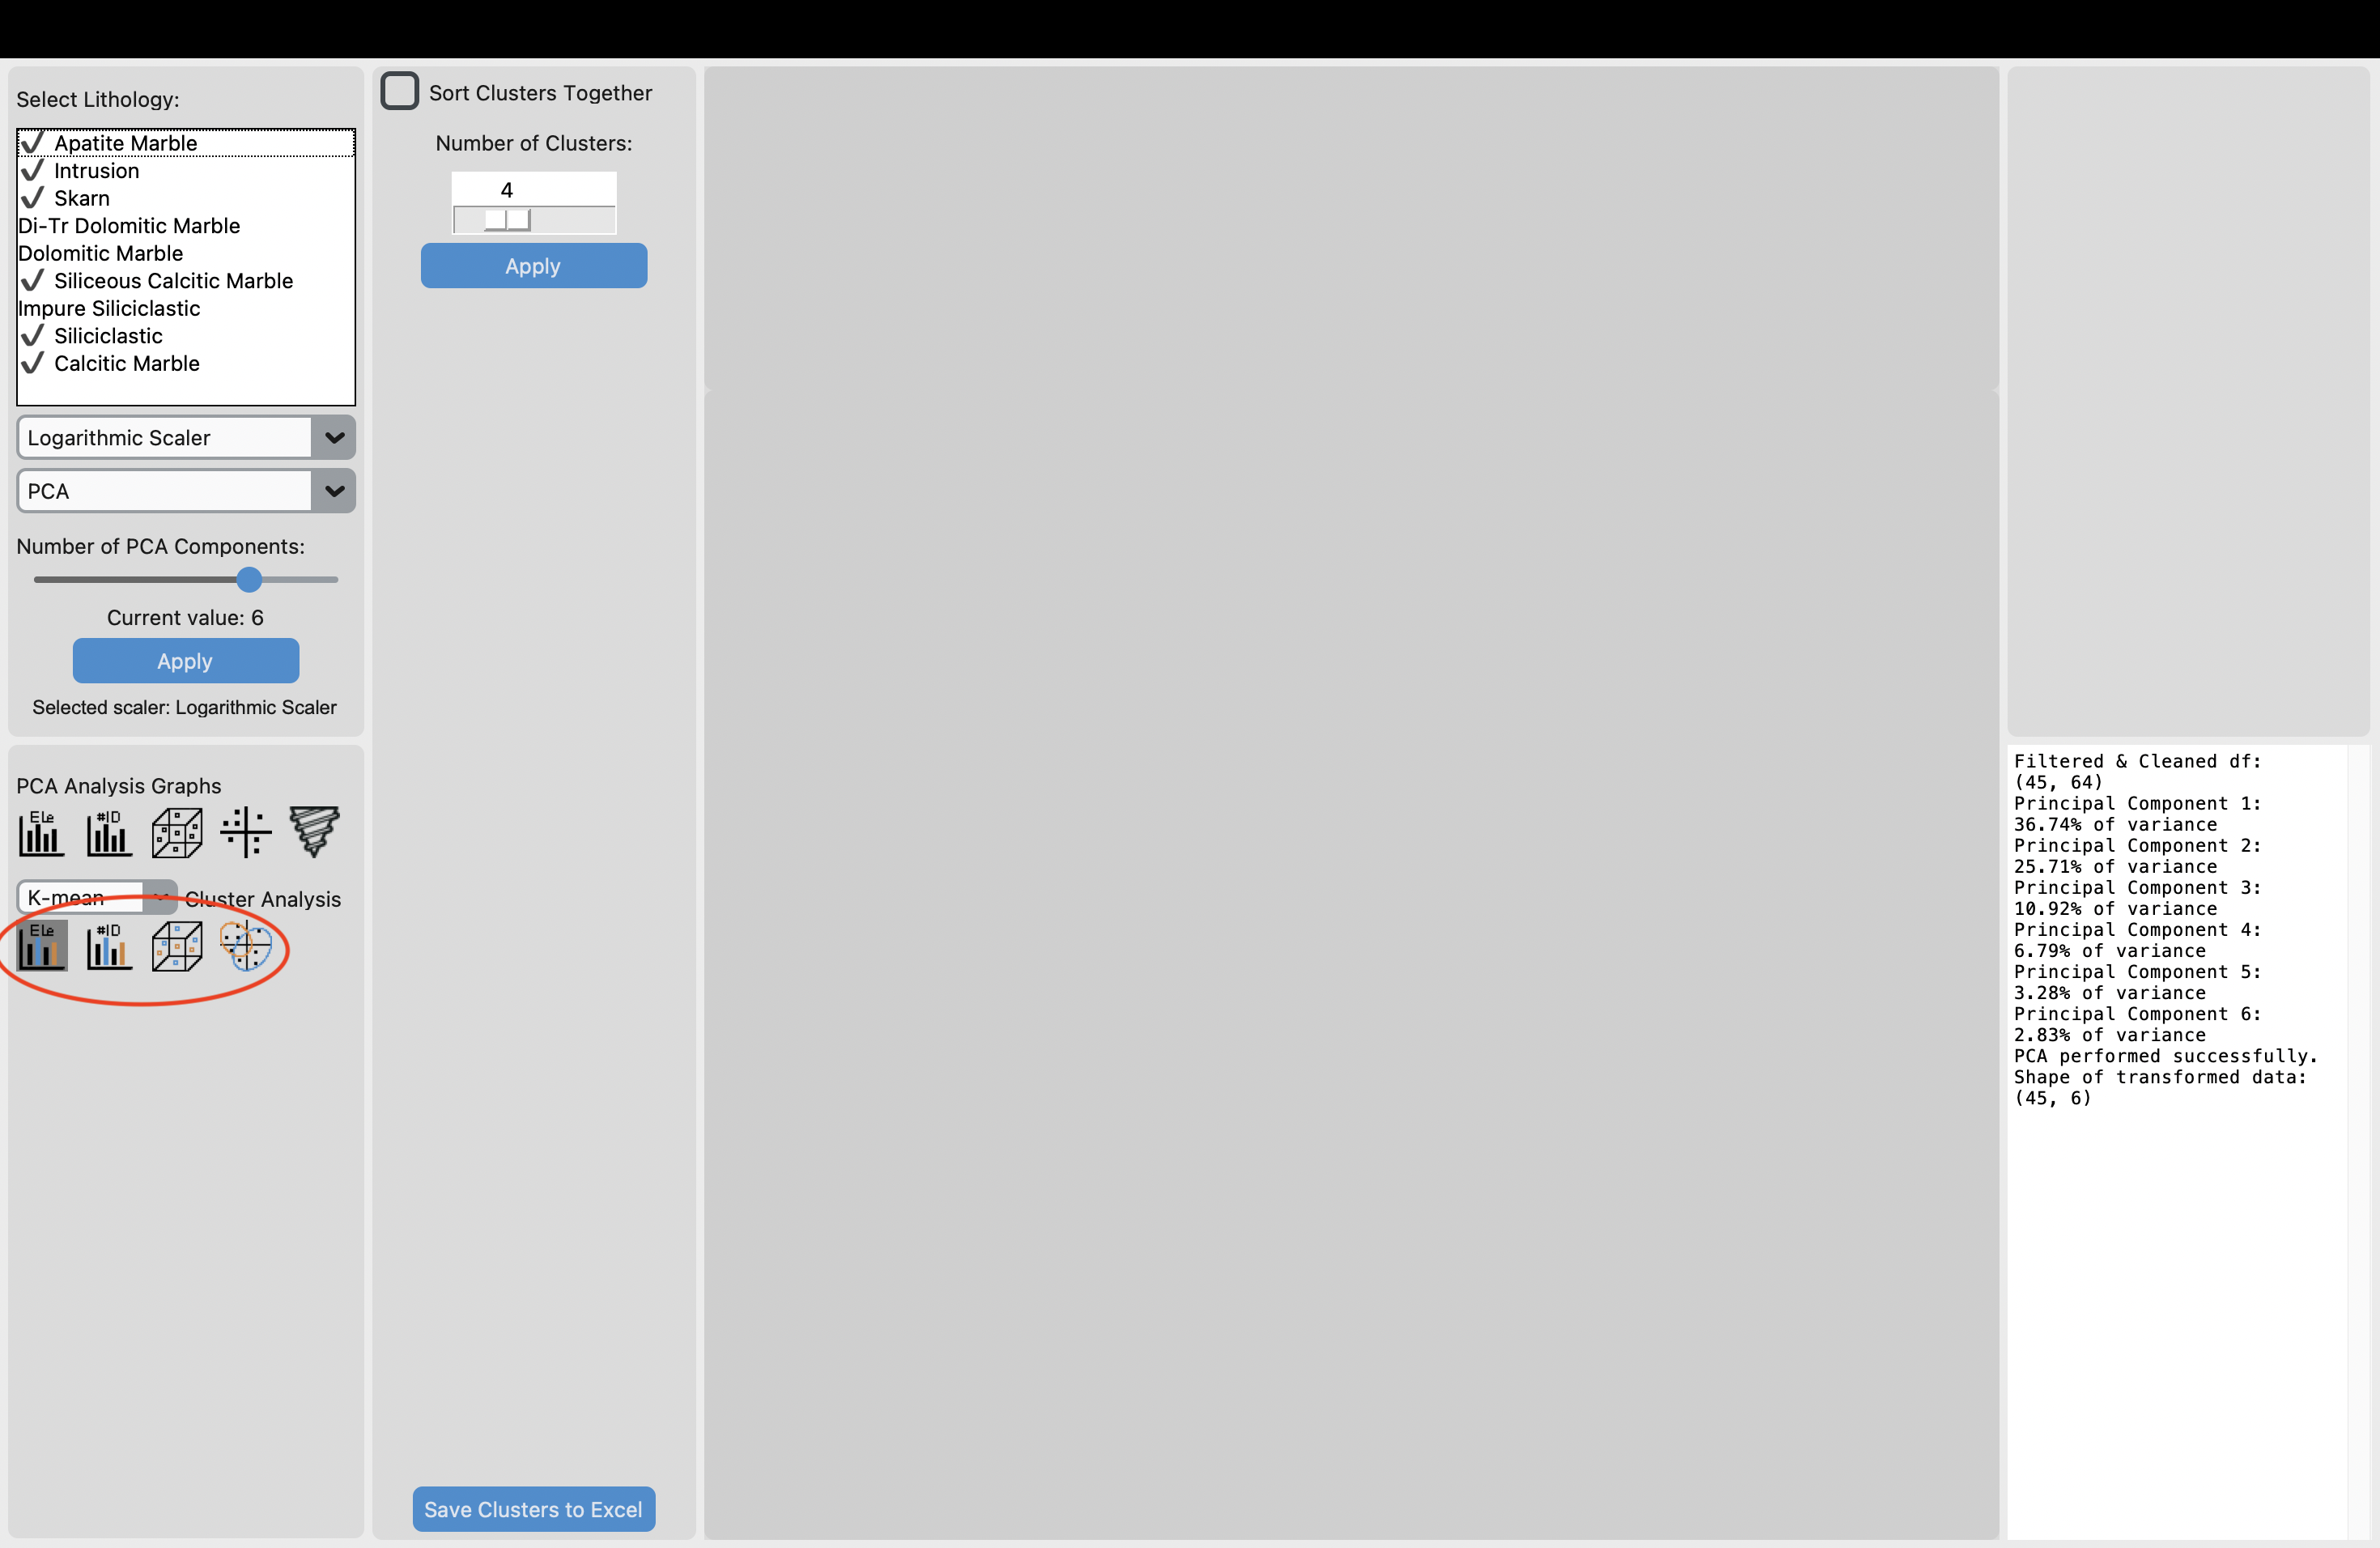 Select Lithology:
✓ Apatite Marble
✓ Intrusion
✓ Skarn
Di-Tr Dolomitic Marble
Dolomitic Marble
✓ Siliceous Calcitic Marble
Impure Siliciclastic
✓ Siliciclastic
✓ Calcitic Marble
Logarithmic Scaler
PCA
Number of PCA Components:
Current value: 6
Apply
Selected scaler: Logarithmic Scaler
PCA Analysis Graphs
ELe
#ID
K-mean
Cluster Analysis
ELe
#ID
Sort Clusters Together
Number of Clusters:
4
Apply
Save Clusters to Excel
Filtered & Cleaned df:
(45, 64)
Principal Component 1:
36.74% of variance
Principal Component 2:
25.71% of variance
Principal Component 3:
10.92% of variance
Principal Component 4:
6.79% of variance
Principal Component 5:
3.28% of variance
Principal Component 6:
2.83% of variance
PCA performed successfully.
Shape of transformed data:
(45, 6)